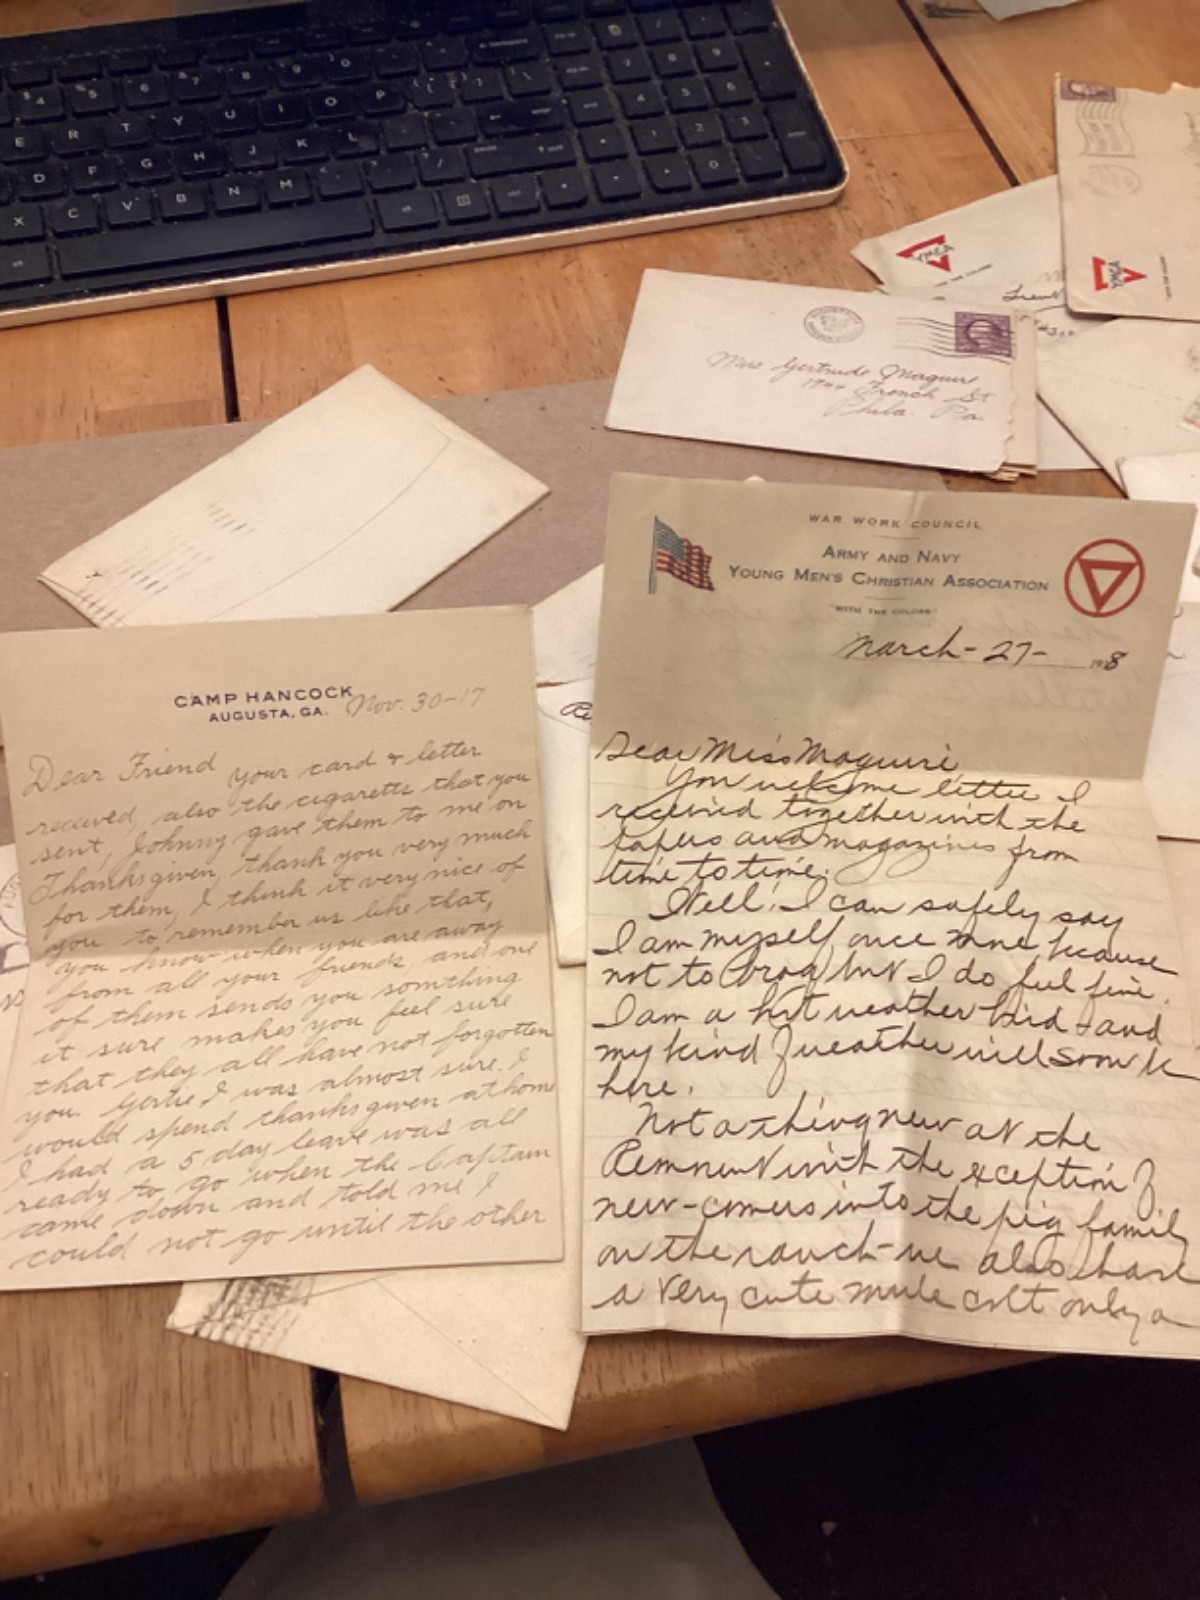 YMCA
YMCA
Miss Gertrude Maguire
1944 French St
Phila. Pa.
CAMP HANCOCK
AUGUSTA, GA.
Nov. 30-17
Dear Friend
your card & letter
received, also the cigaretts that you
sent, Johnny gave them to me on
Thanksgiven, thank you very much
for them, I think it very nice of
you to remember us like that,
you know when you are away
from all your friends, and one
of them sends you somthing
it sure makes you feel sure
that they all have not forgotten
you. Gertie I was almost sure I
would spend thanksgiven at home
I had a 5 day leave was all
ready to go when the Captain
came down and told me I
could not go until the other
WAR WORK COUNCIL
ARMY AND NAVY
YOUNG MEN'S CHRISTIAN ASSOCIATION
"WITH THE COLORS"
March-27- 1918
Dear Miss Maguire,
You welcome letter I
received together with the
papers and magazines from
time to time.
Well! I can safely say
I am myself once more because
not to brag but I do feel fine.
I am a hot weather bird and
my kind of weather will soon be
here.
Not a thing new at the
Remount with the exception of
new-comers into the pig family
on the ranch-we also have
a very cute mule colt only a